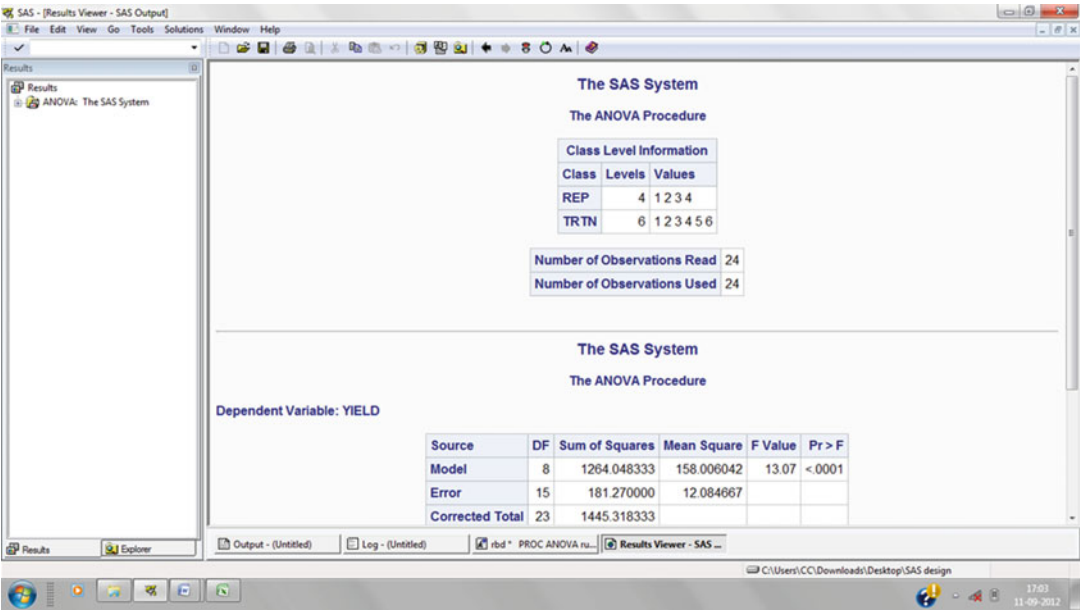 SAS - [Results Viewer - SAS Output]
File Edit View Go Tools Solutions Window Help
Results
Results
ANOVA: The SAS System
The SAS System
The ANOVA Procedure
Class Level Information
Class Levels Values
REP 4 1 2 3 4
TRTN 6 1 2 3 4 5 6
Number of Observations Read 24
Number of Observations Used 24
The SAS System
The ANOVA Procedure
Dependent Variable: YIELD
Source DF Sum of Squares Mean Square F Value Pr > F
Model 8 1264.048333 158.006042 13.07 <.0001
Error 15 181.270000 12.084667
Corrected Total 23 1445.318333
Results Explorer
Output - (Untitled) Log - (Untitled) rbd * PROC ANOVA ru... Results Viewer - SAS ...
C:\Users\CC\Downloads\Desktop\SAS design
17:03
11-09-2012